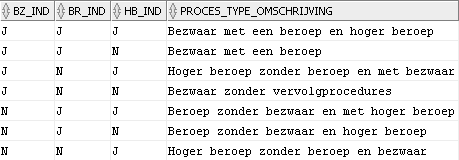 BZ_IND BR_IND HB_IND PROCES_TYPE_OMSCHRIJVING
J J J Bezwaar met een beroep en hoger beroep
J J N Bezwaar met een beroep
J N J Hoger beroep zonder beroep en met bezwaar
J N N Bezwaar zonder vervolgprocedures
N J J Beroep zonder bezwaar en met hoger beroep
N J N Beroep zonder bezwaar en hoger beroep
N N J Hoger beroep zonder beroep en bezwaar